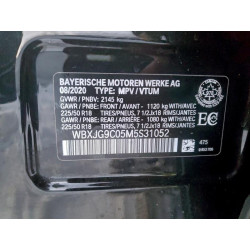 BAYERISCHE MOTOREN WERKE AG
08/2020 TYPE: MPV / VTUM
GVWR / PNBV: 2145 kg
GAWR / PNBE: FRONT / AVANT - 1120 kg WITH/AVEC
225/50 R18 TIRES/PNEUS, 7 1/2Jx18 RIMS/JANTES
GAWR / PNBE: REAR / ARRIÈRE - 1080 kg WITH/AVEC
225/50 R18 TIRES/PNEUS, 7 1/2Jx18 RIMS/JANTES
WBXJG9C05M5S31052
475